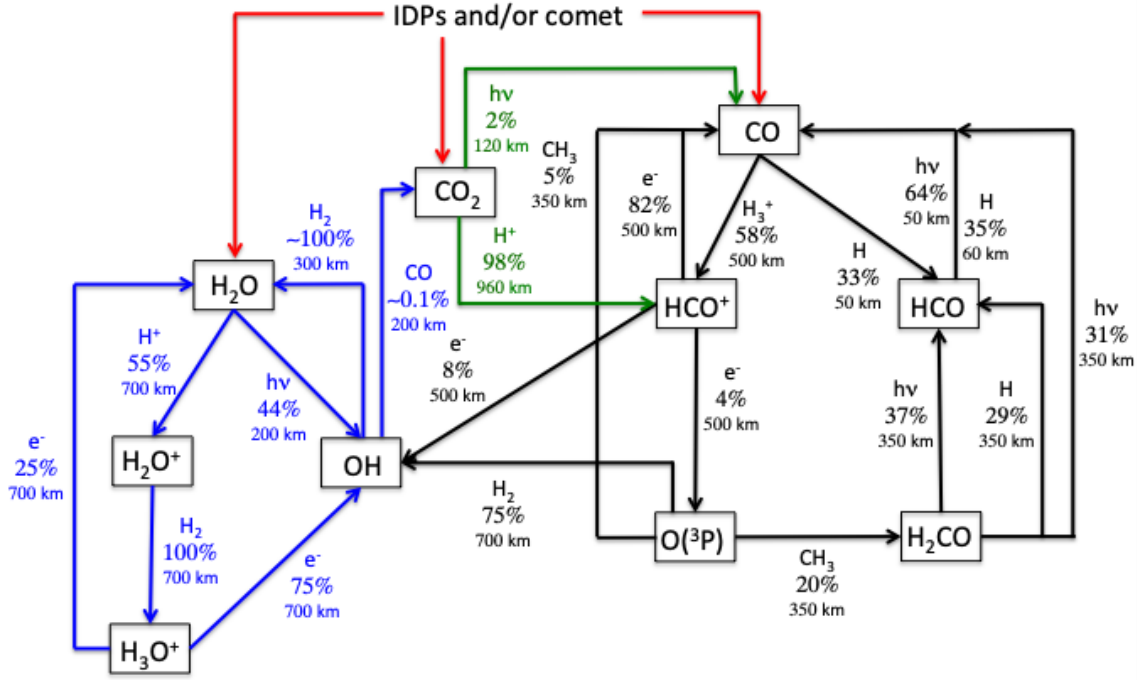 IDPs and/or comet
hν
2%
120 km
CO
CH₃
5%
350 km
e⁻
82%
500 km
H₃⁺
58%
500 km
hν
64%
50 km
H
35%
60 km
CO₂
H₂
~100%
300 km
H⁺
98%
960 km
H
33%
50 km
CO
~0.1%
200 km
H₂O
HCO⁺
HCO
hν
31%
350 km
H⁺
55%
700 km
hν
44%
200 km
e⁻
8%
500 km
e⁻
4%
500 km
hν
37%
350 km
H
29%
350 km
e⁻
25%
700 km
H₂O⁺
OH
H₂
75%
700 km
O(³P)
H₂CO
H₂
100%
700 km
e⁻
75%
700 km
CH₃
20%
350 km
H₃O⁺